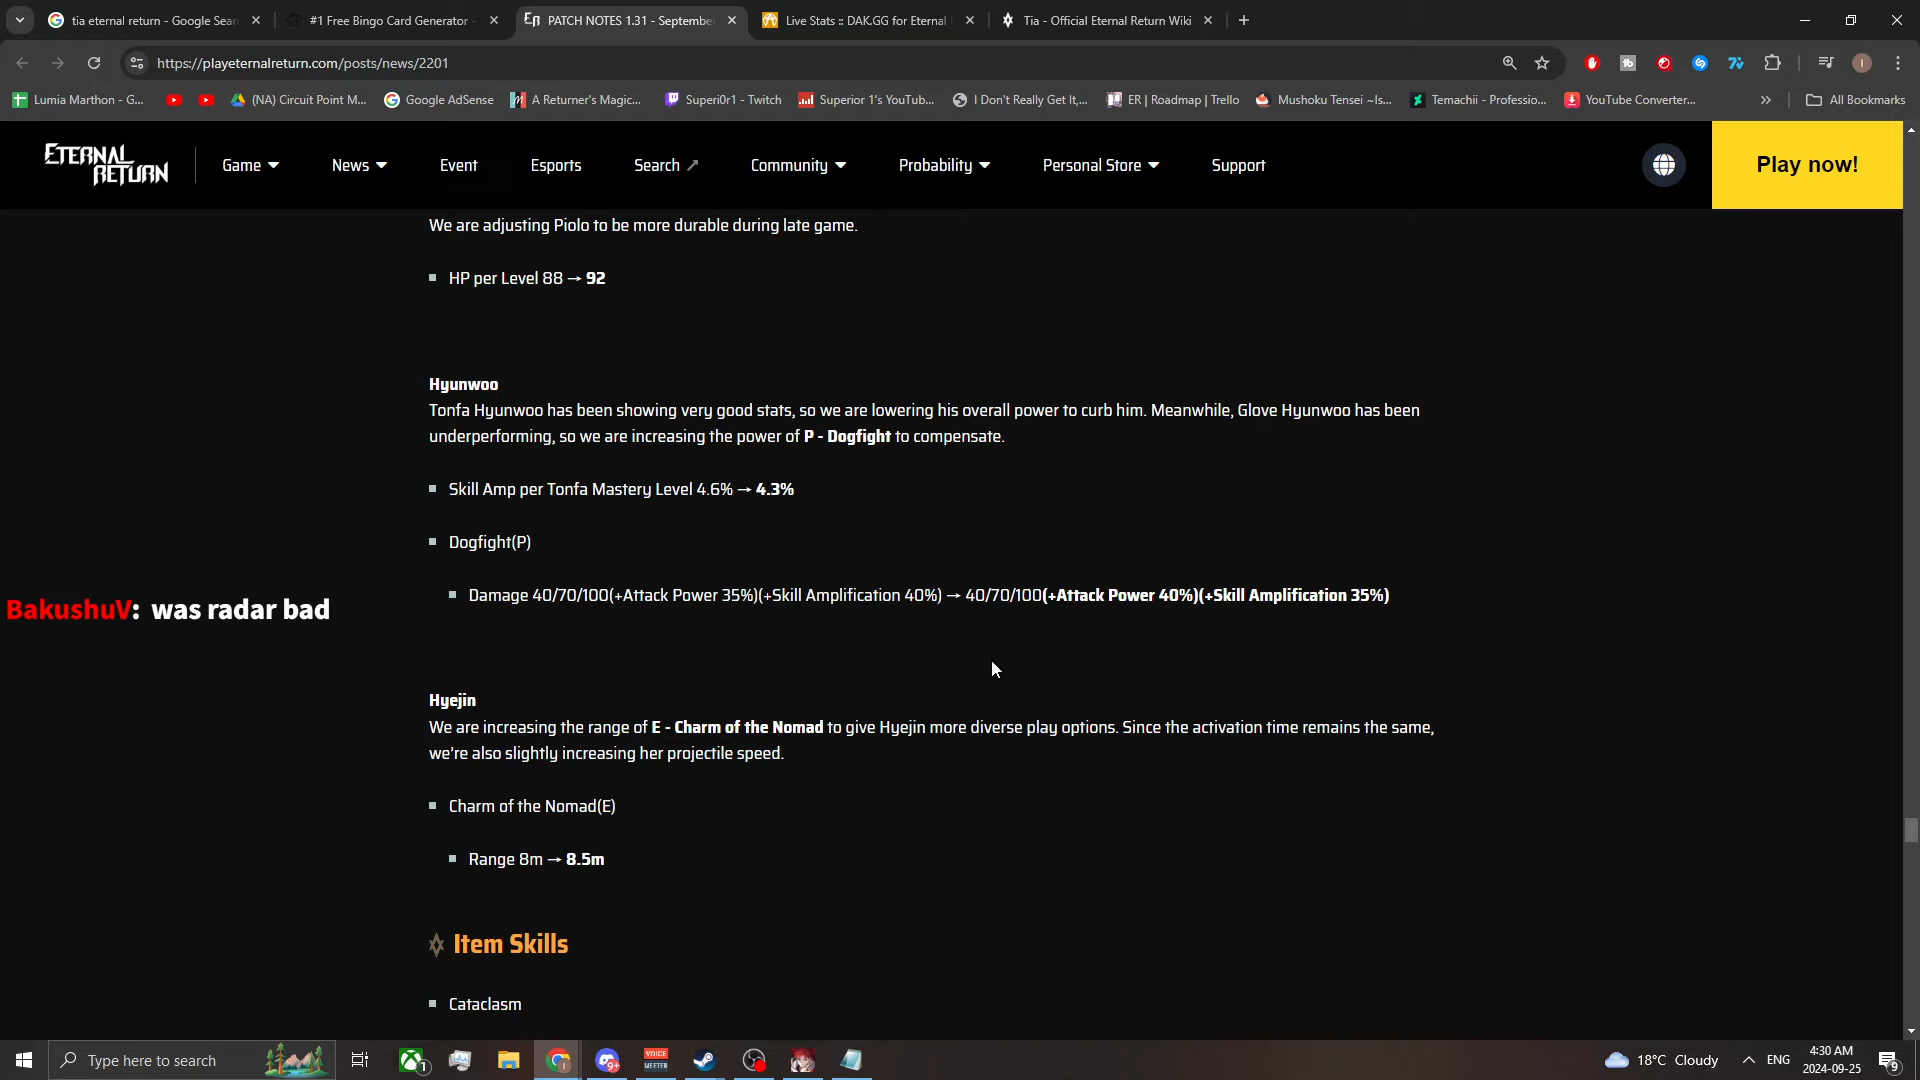 tia eternal return - Google Sear
#1 Free Bingo Card Generator -
PATCH NOTES 1.31 - September
Live Stats :: DAK.GG for Eternal
Tia - Official Eternal Return Wiki
https://playeternalreturn.com/posts/news/2201
Lumia Marthon - G...
(NA) Circuit Point M...
Google AdSense
A Returner's Magic...
Superi0r1 - Twitch
Superior 1's YouTub...
I Don't Really Get It,...
ER | Roadmap | Trello
Mushoku Tensei ~Is...
Temachii - Professio...
YouTube Converter...
All Bookmarks
ETERNAL RETURN
Game
News
Event
Esports
Search
Community
Probability
Personal Store
Support
Play now!
We are adjusting Piolo to be more durable during late game.
HP per Level 88 → 92
Hyunwoo
Tonfa Hyunwoo has been showing very good stats, so we are lowering his overall power to curb him. Meanwhile, Glove Hyunwoo has been
underperforming, so we are increasing the power of P - Dogfight to compensate.
Skill Amp per Tonfa Mastery Level 4.6% → 4.3%
Dogfight(P)
Damage 40/70/100(+Attack Power 35%)(+Skill Amplification 40%) → 40/70/100(+Attack Power 40%)(+Skill Amplification 35%)
BakushuV: was radar bad
Hyejin
We are increasing the range of E - Charm of the Nomad to give Hyejin more diverse play options. Since the activation time remains the same,
we’re also slightly increasing her projectile speed.
Charm of the Nomad(E)
Range 8m → 8.5m
Item Skills
Cataclasm
Type here to search
VOICE MEETER
18°C Cloudy
ENG
4:30 AM
2024-09-25